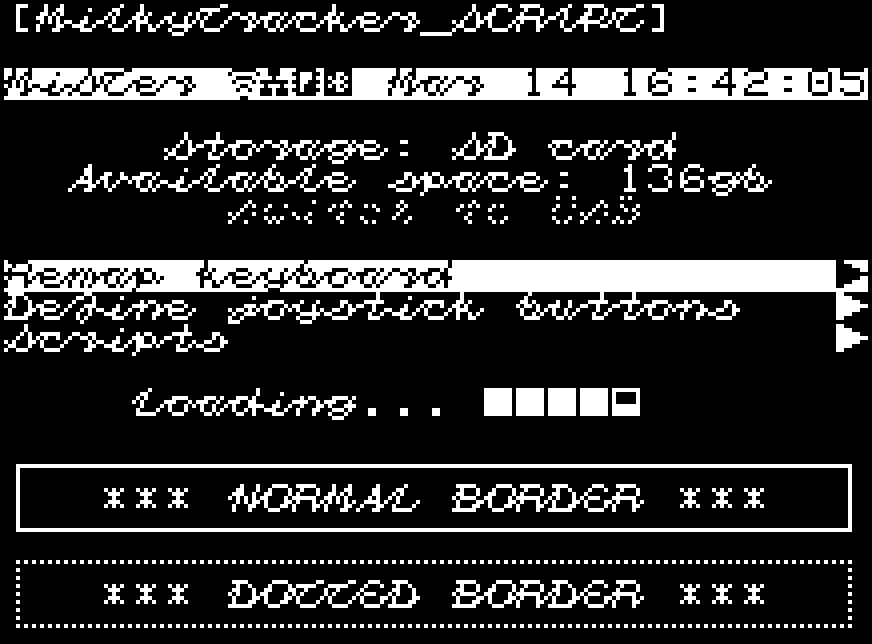 [MilkyTracker_SCRIPT]
MiSTer Mar 14 16:42:05
Storage: SD card
Available space: 136gb
SWITCH TO USB
Remap keyboard
Define joystick buttons
Scripts
Loading...
*** NORMAL BORDER ***
*** DOTTED BORDER ***